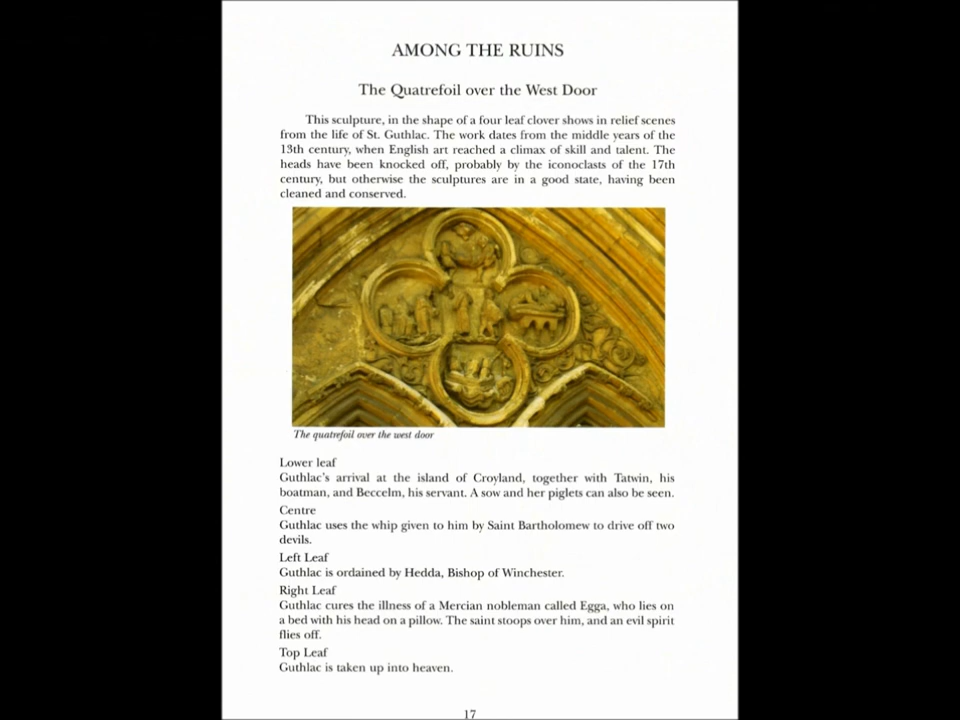 AMONG THE RUINS
The Quatrefoil over the West Door
This sculpture, in the shape of a four leaf clover shows in relief scenes
from the life of St. Guthlac. The work dates from the middle years of the
13th century, when English art reached a climax of skill and talent. The
heads have been knocked off, probably by the iconoclasts of the 17th
century, but otherwise the sculptures are in a good state, having been
cleaned and conserved.
The quatrefoil over the west door
Lower leaf
Guthlac's arrival at the island of Croyland, together with Tatwin, his
boatman, and Beccelm, his servant. A sow and her piglets can also be seen.
Centre
Guthlac uses the whip given to him by Saint Bartholomew to drive off two
devils.
Left Leaf
Guthlac is ordained by Hedda, Bishop of Winchester.
Right Leaf
Guthlac cures the illness of a Mercian nobleman called Egga, who lies on
a bed with his head on a pillow. The saint stoops over him, and an evil spirit
flies off.
Top Leaf
Guthlac is taken up into heaven.
17